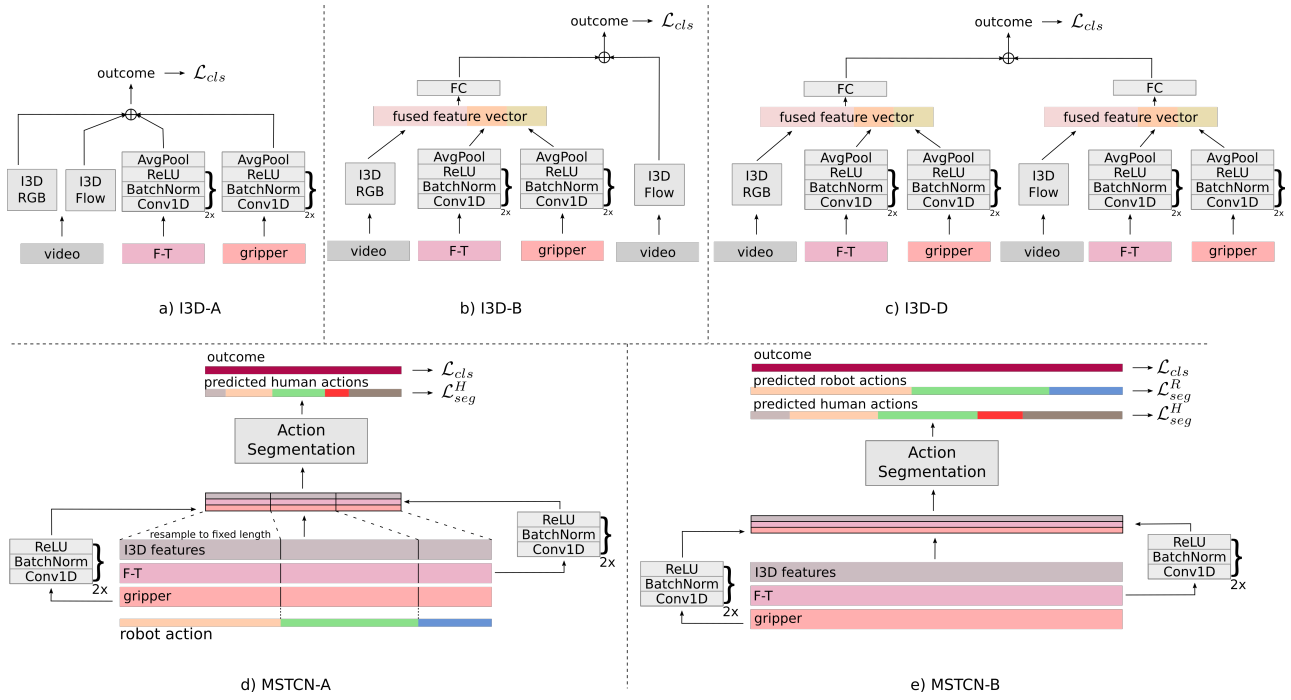 outcome
ℒcls
I3D
RGB
I3D
Flow
AvgPool
ReLU
BatchNorm
Conv1D
}
2x
AvgPool
ReLU
BatchNorm
Conv1D
}
2x
video
F-T
gripper
a) I3D-A
outcome
ℒcls
FC
fused feature vector
I3D
RGB
AvgPool
ReLU
BatchNorm
Conv1D
}
2x
AvgPool
ReLU
BatchNorm
Conv1D
}
2x
I3D
Flow
video
F-T
gripper
video
b) I3D-B
outcome
ℒcls
FC
FC
fused feature vector
fused feature vector
I3D
RGB
AvgPool
ReLU
BatchNorm
Conv1D
}
2x
AvgPool
ReLU
BatchNorm
Conv1D
}
2x
I3D
Flow
AvgPool
ReLU
BatchNorm
Conv1D
}
2x
AvgPool
ReLU
BatchNorm
Conv1D
}
2x
video
F-T
gripper
video
F-T
gripper
c) I3D-D
outcome
ℒcls
predicted human actions
ℒHseg
Action
Segmentation
resample to fixed length
ReLU
BatchNorm
Conv1D
}
2x
I3D features
F-T
gripper
robot action
ReLU
BatchNorm
Conv1D
}
2x
d) MSTCN-A
outcome
ℒcls
predicted robot actions
ℒRseg
predicted human actions
ℒHseg
Action
Segmentation
ReLU
BatchNorm
Conv1D
}
2x
I3D features
F-T
gripper
ReLU
BatchNorm
Conv1D
}
2x
e) MSTCN-B